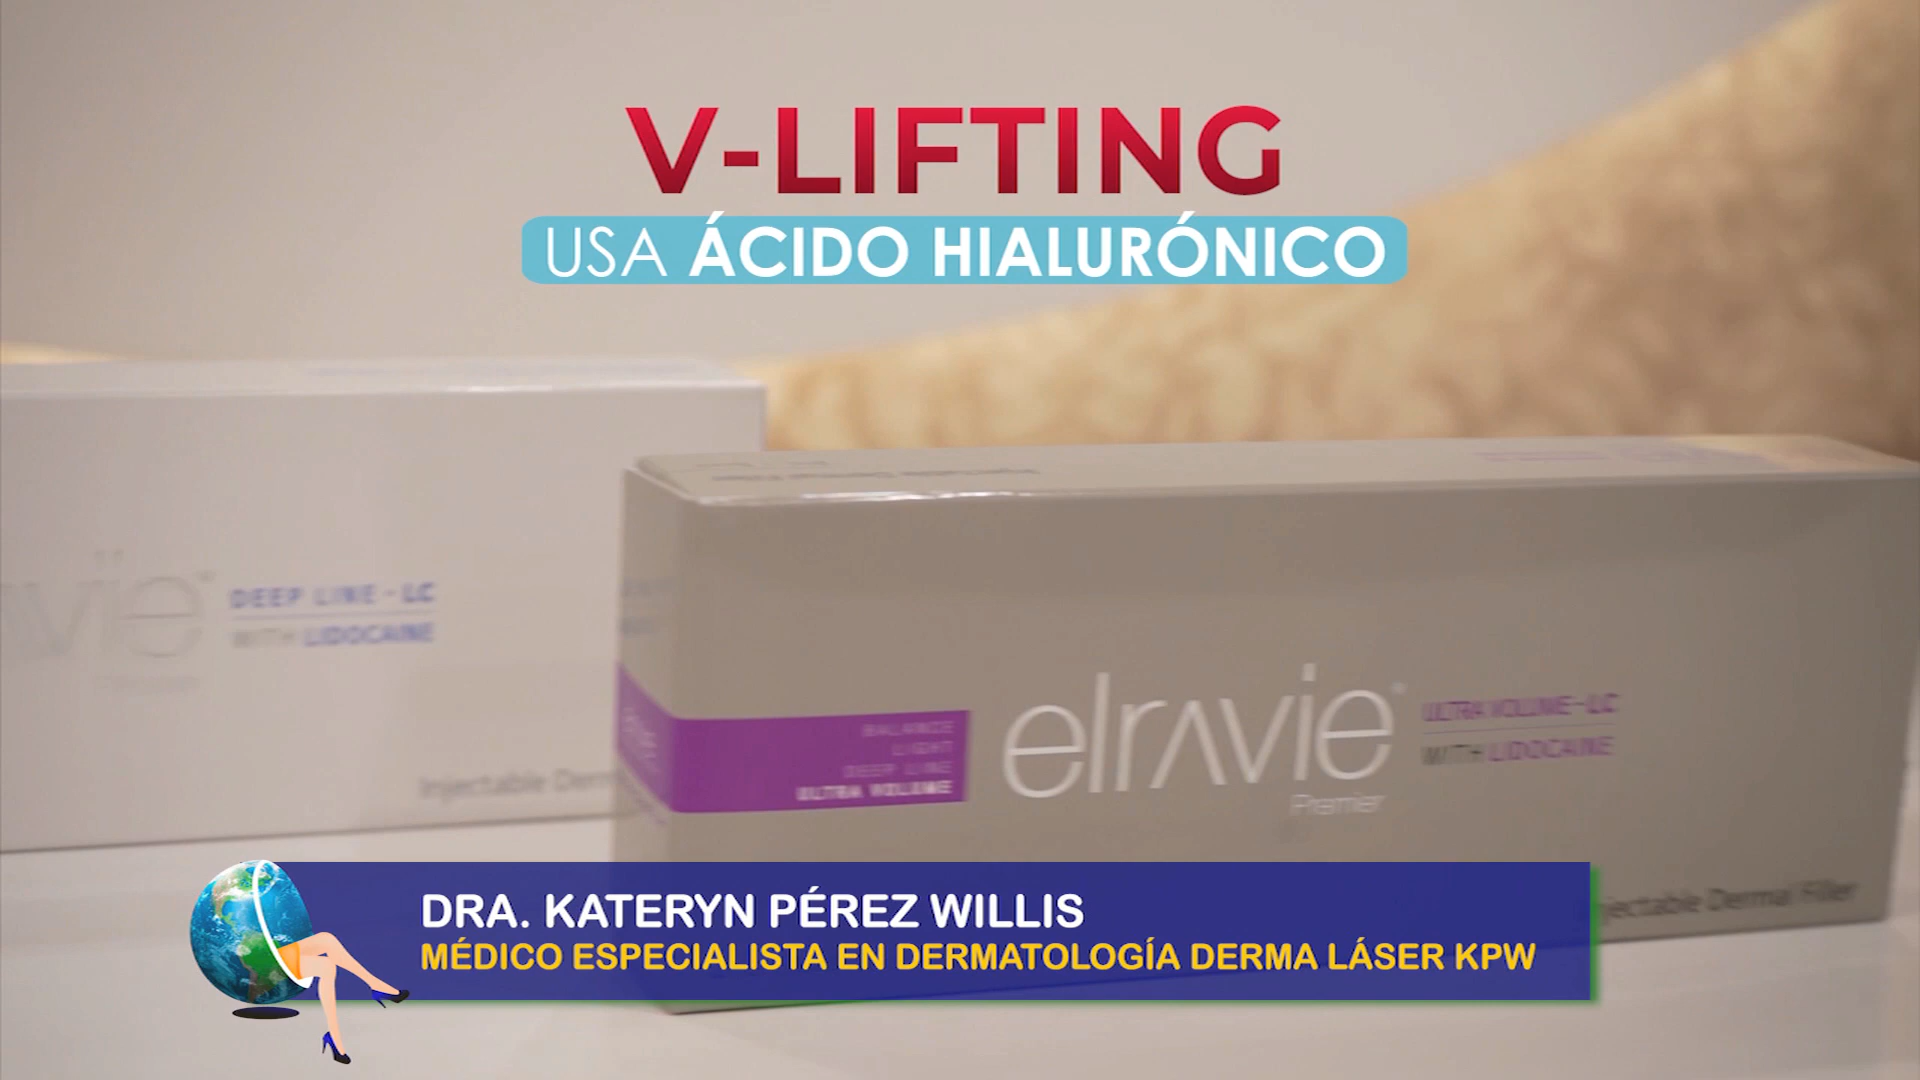 V-LIFTING
USA ÁCIDO HIALURÓNICO
DEEP LINE - LC
WITH LIDOCAINE
Injectable
BALANCE
LIGHT
DEEP LINE
ULTRA VOLUME
elravie
Premier
ULTRA VOLUME-LC
WITH LIDOCAINE
Injectable Dermal Filler
DRA. KATERYN PÉREZ WILLIS
MÉDICO ESPECIALISTA EN DERMATOLOGÍA DERMA LÁSER KPW